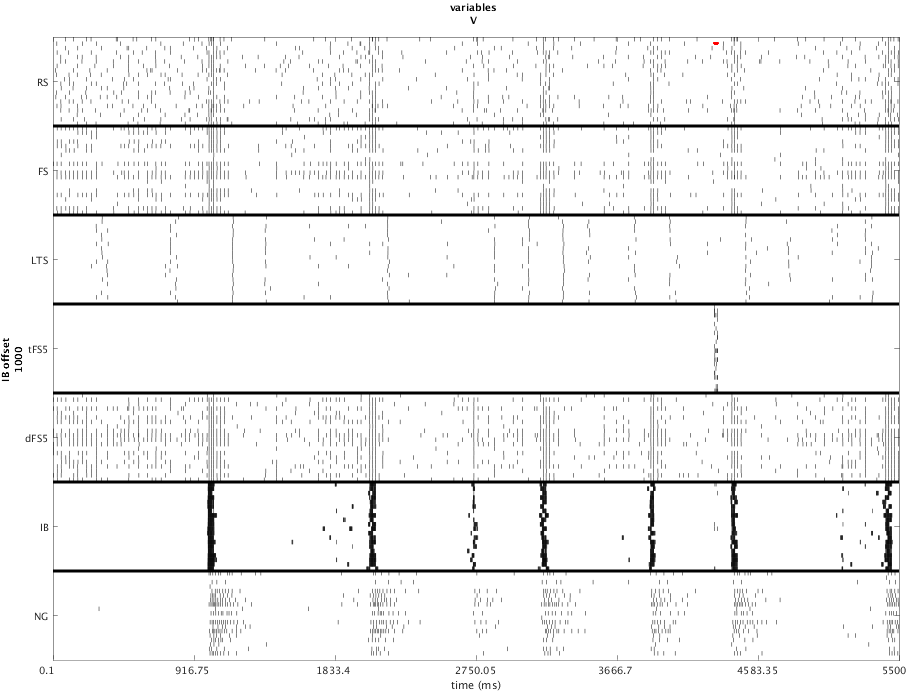 variables
V
RS
FS
LTS
IB offset
1000
tFS5
dFS5
IB
NG
0.1 916.75 1833.4 2750.05 3666.7 4583.35 5500
time (ms)